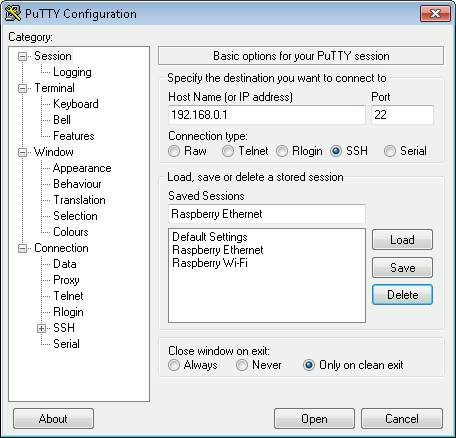 PuTTY Configuration
Category:
Session
Logging
Terminal
Keyboard
Bell
Features
Window
Appearance
Behaviour
Translation
Selection
Colours
Connection
Data
Proxy
Telnet
Rlogin
SSH
Serial
Basic options for your PuTTY session
Specify the destination you want to connect to
Host Name (or IP address) Port
192.168.0.1 22
Connection type:
Raw Telnet Rlogin SSH Serial
Load, save or delete a stored session
Saved Sessions
Raspberry Ethernet
Default Settings
Raspberry Ethernet
Raspberry Wi-Fi
Load
Save
Delete
Close window on exit:
Always Never Only on clean exit
About Open Cancel